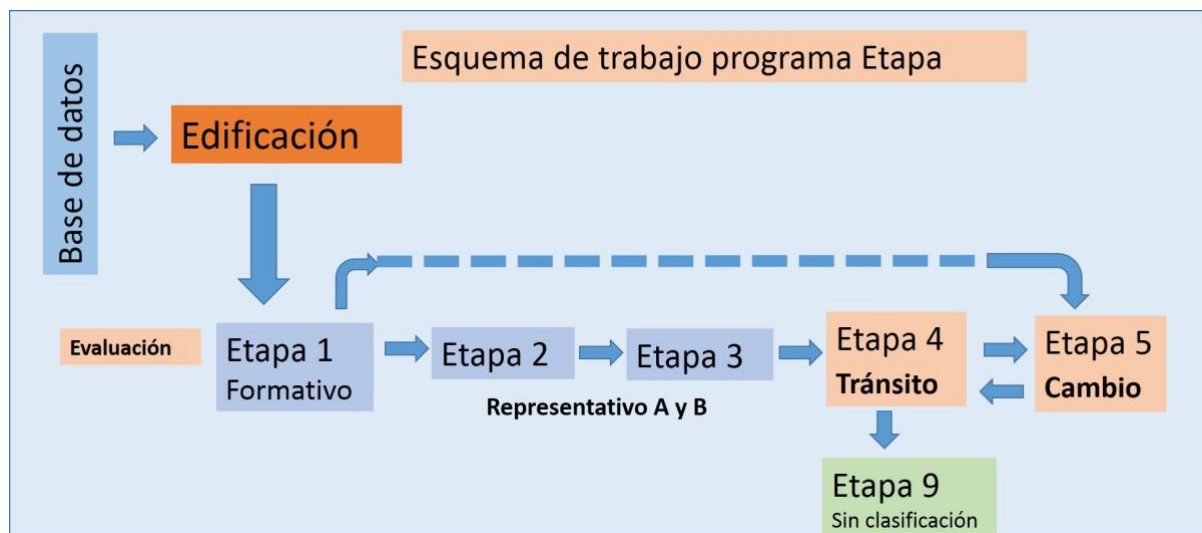 Esquema de trabajo programa Etapa
Base de datos
Edificación
Evaluación
Etapa 1
Formativo
Etapa 2
Etapa 3
Representativo A y B
Etapa 4
Tránsito
Etapa 5
Cambio
Etapa 9
Sin clasificación